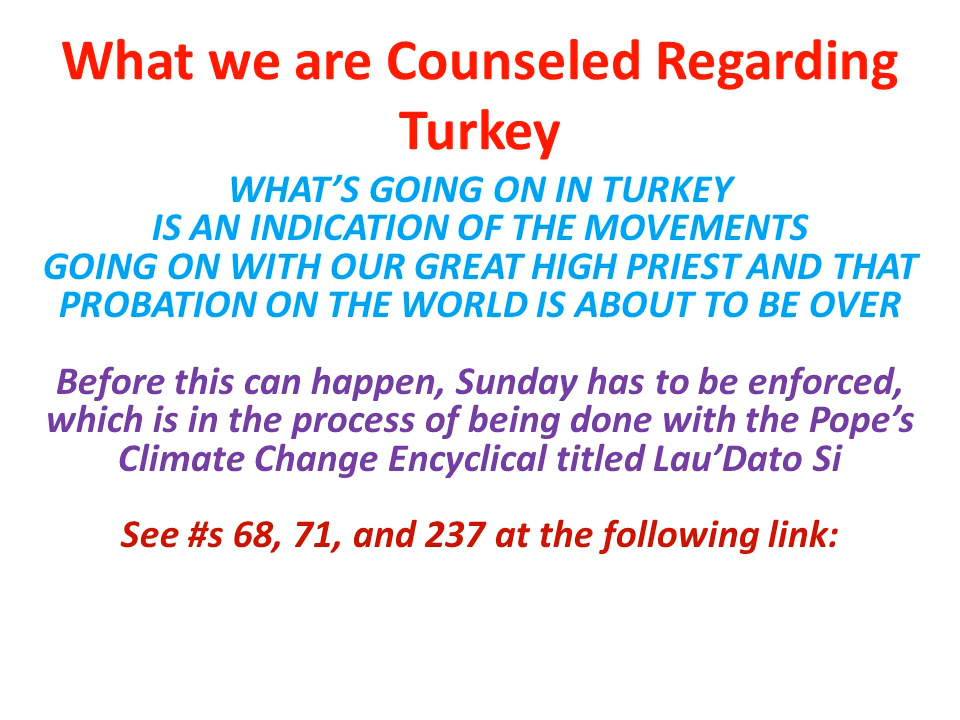 What we are Counseled Regarding
Turkey
WHAT’S GOING ON IN TURKEY
IS AN INDICATION OF THE MOVEMENTS
GOING ON WITH OUR GREAT HIGH PRIEST AND THAT
PROBATION ON THE WORLD IS ABOUT TO BE OVER
Before this can happen, Sunday has to be enforced,
which is in the process of being done with the Pope’s
Climate Change Encyclical titled Lau’Dato Si
See #s 68, 71, and 237 at the following link: